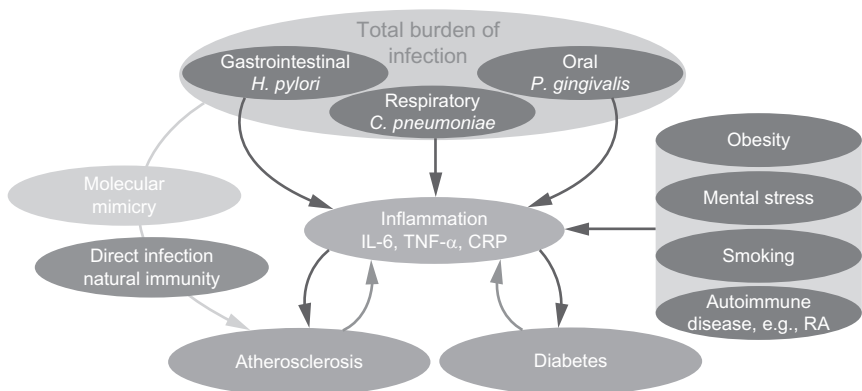 Total burden of
infection
Gastrointestinal
H. pylori
Oral
P. gingivalis
Respiratory
C. pneumoniae
Obesity
Mental stress
Smoking
Autoimmune
disease, e.g., RA
Molecular
mimicry
Inflammation
IL-6, TNF-α, CRP
Direct infection
natural immunity
Atherosclerosis
Diabetes